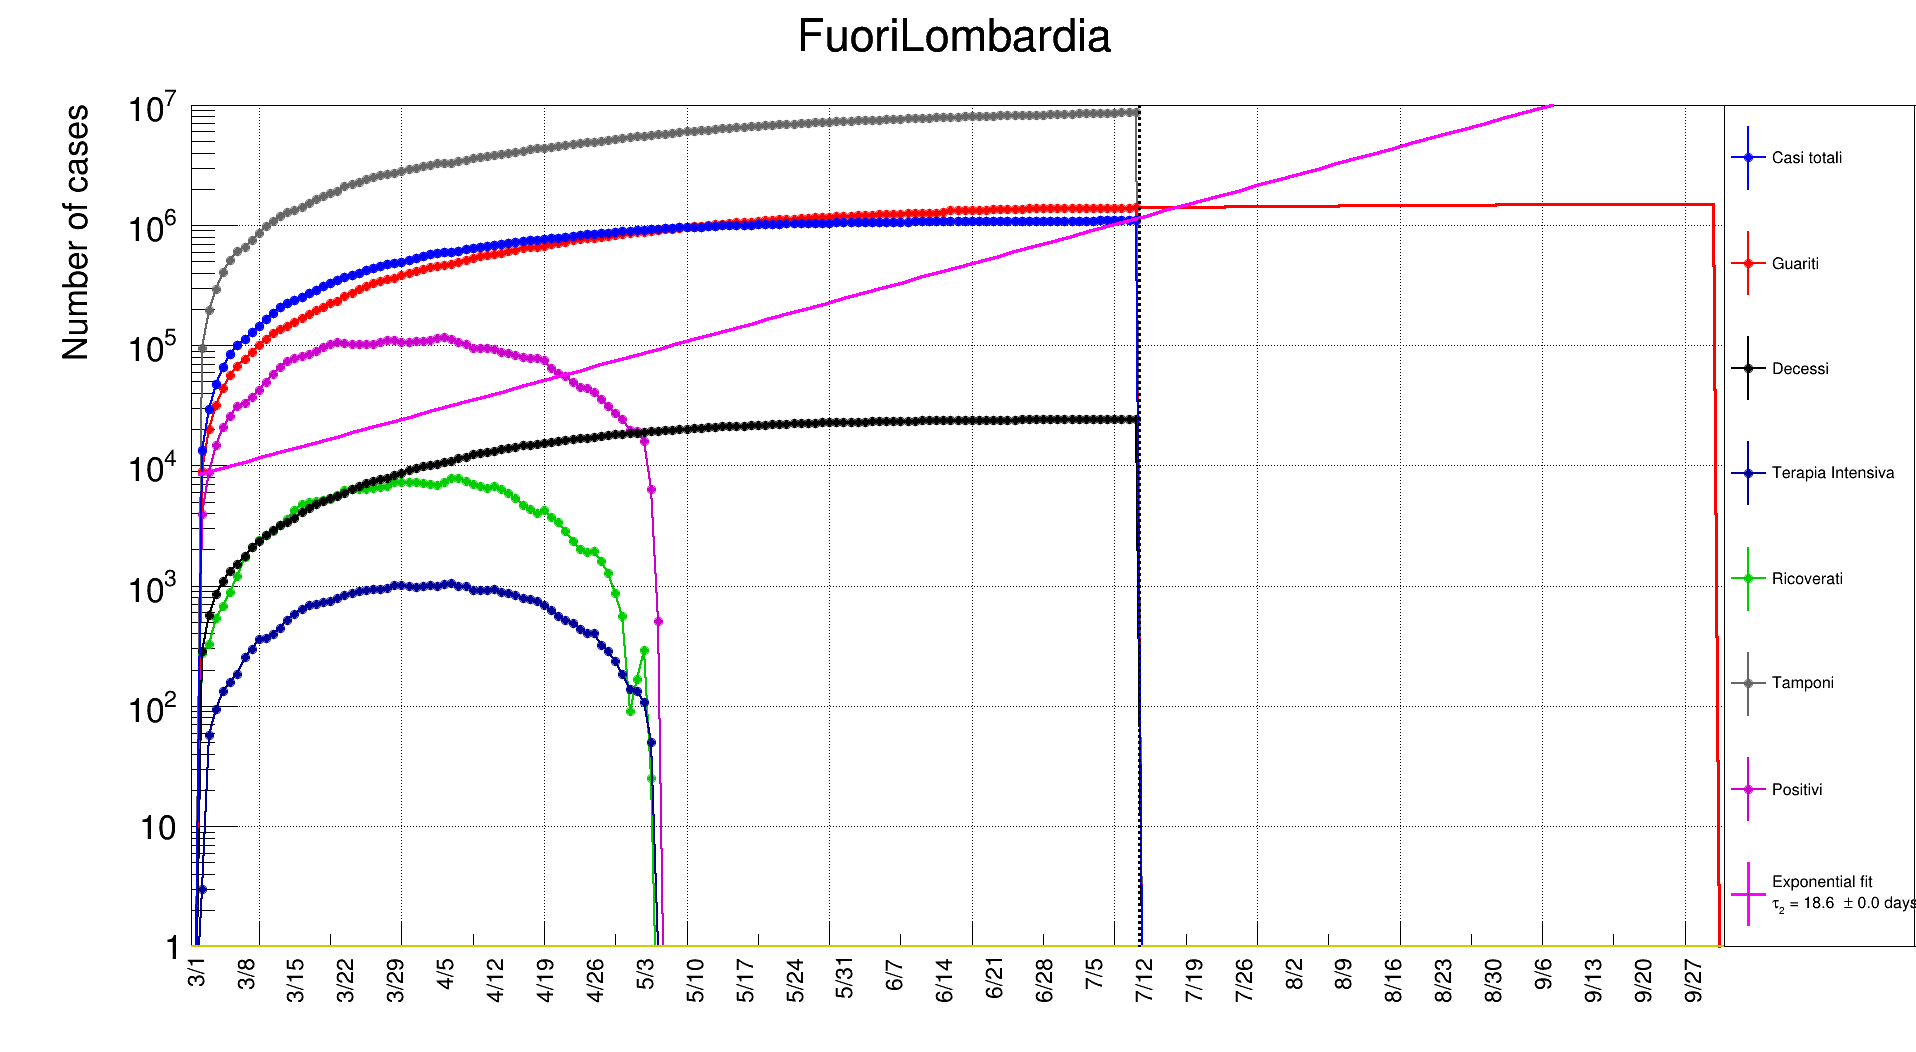 FuoriLombardia
Number of cases
10^7
10^6
10^5
10^4
10^3
10^2
10
1
3/1 3/8 3/15 3/22 3/29 4/5 4/12 4/19 4/26 5/3 5/10 5/17 5/24 5/31 6/7 6/14 6/21 6/28 7/5 7/12 7/19 7/26 8/2 8/9 8/16 8/23 8/30 9/6 9/13 9/20 9/27
Casi totali
Guariti
Decessi
Terapia Intensiva
Ricoverati
Tamponi
Positivi
Exponential fit
τ_2 = 18.6 ± 0.0 days